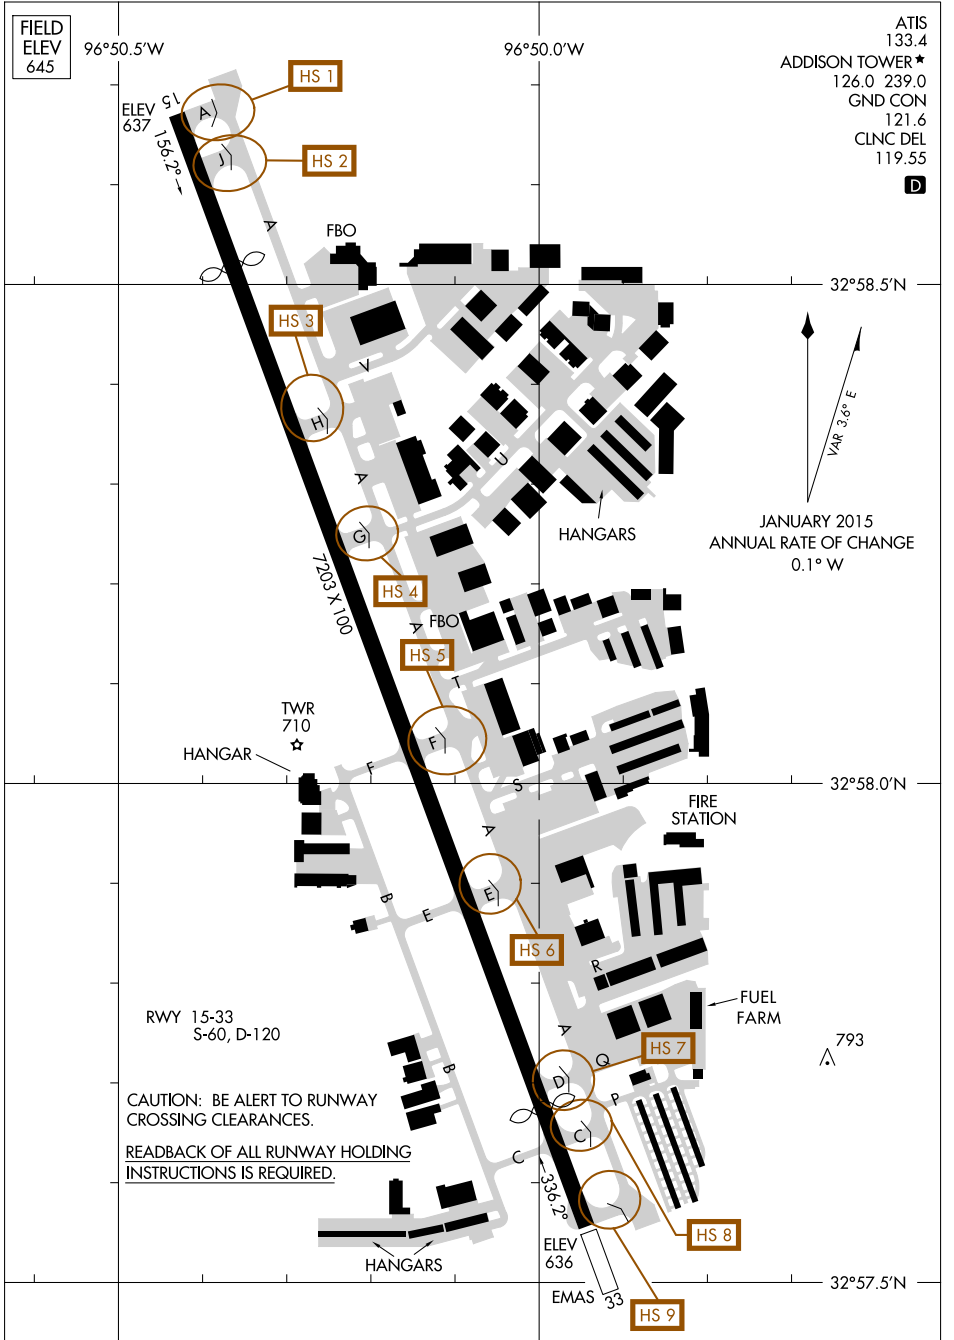 FIELD
ELEV
645
96°50.5'W
96°50.0'W
ATIS
133.4
ADDISON TOWER★
126.0 239.0
GND CON
121.6
CLNC DEL
119.55
D
HS 1
ELEV
637
15
A
156.2°
J
HS 2
A
FBO
32°58.5'N
HS 3
V
VAR 3.6° E
H
A
U
HANGARS
JANUARY 2015
ANNUAL RATE OF CHANGE
0.1° W
G
7203 X 100
HS 4
A
FBO
HS 5
T
TWR
710
F
HANGAR
F
S
32°58.0'N
FIRE
STATION
A
B
E
E
HS 6
R
FUEL
FARM
RWY 15-33
S-60, D-120
A
793
HS 7
Q
B
D
P
CAUTION: BE ALERT TO RUNWAY
CROSSING CLEARANCES.
READBACK OF ALL RUNWAY HOLDING
INSTRUCTIONS IS REQUIRED.
C
C
336.2°
HS 8
ELEV
636
HANGARS
32°57.5'N
EMAS
33
HS 9